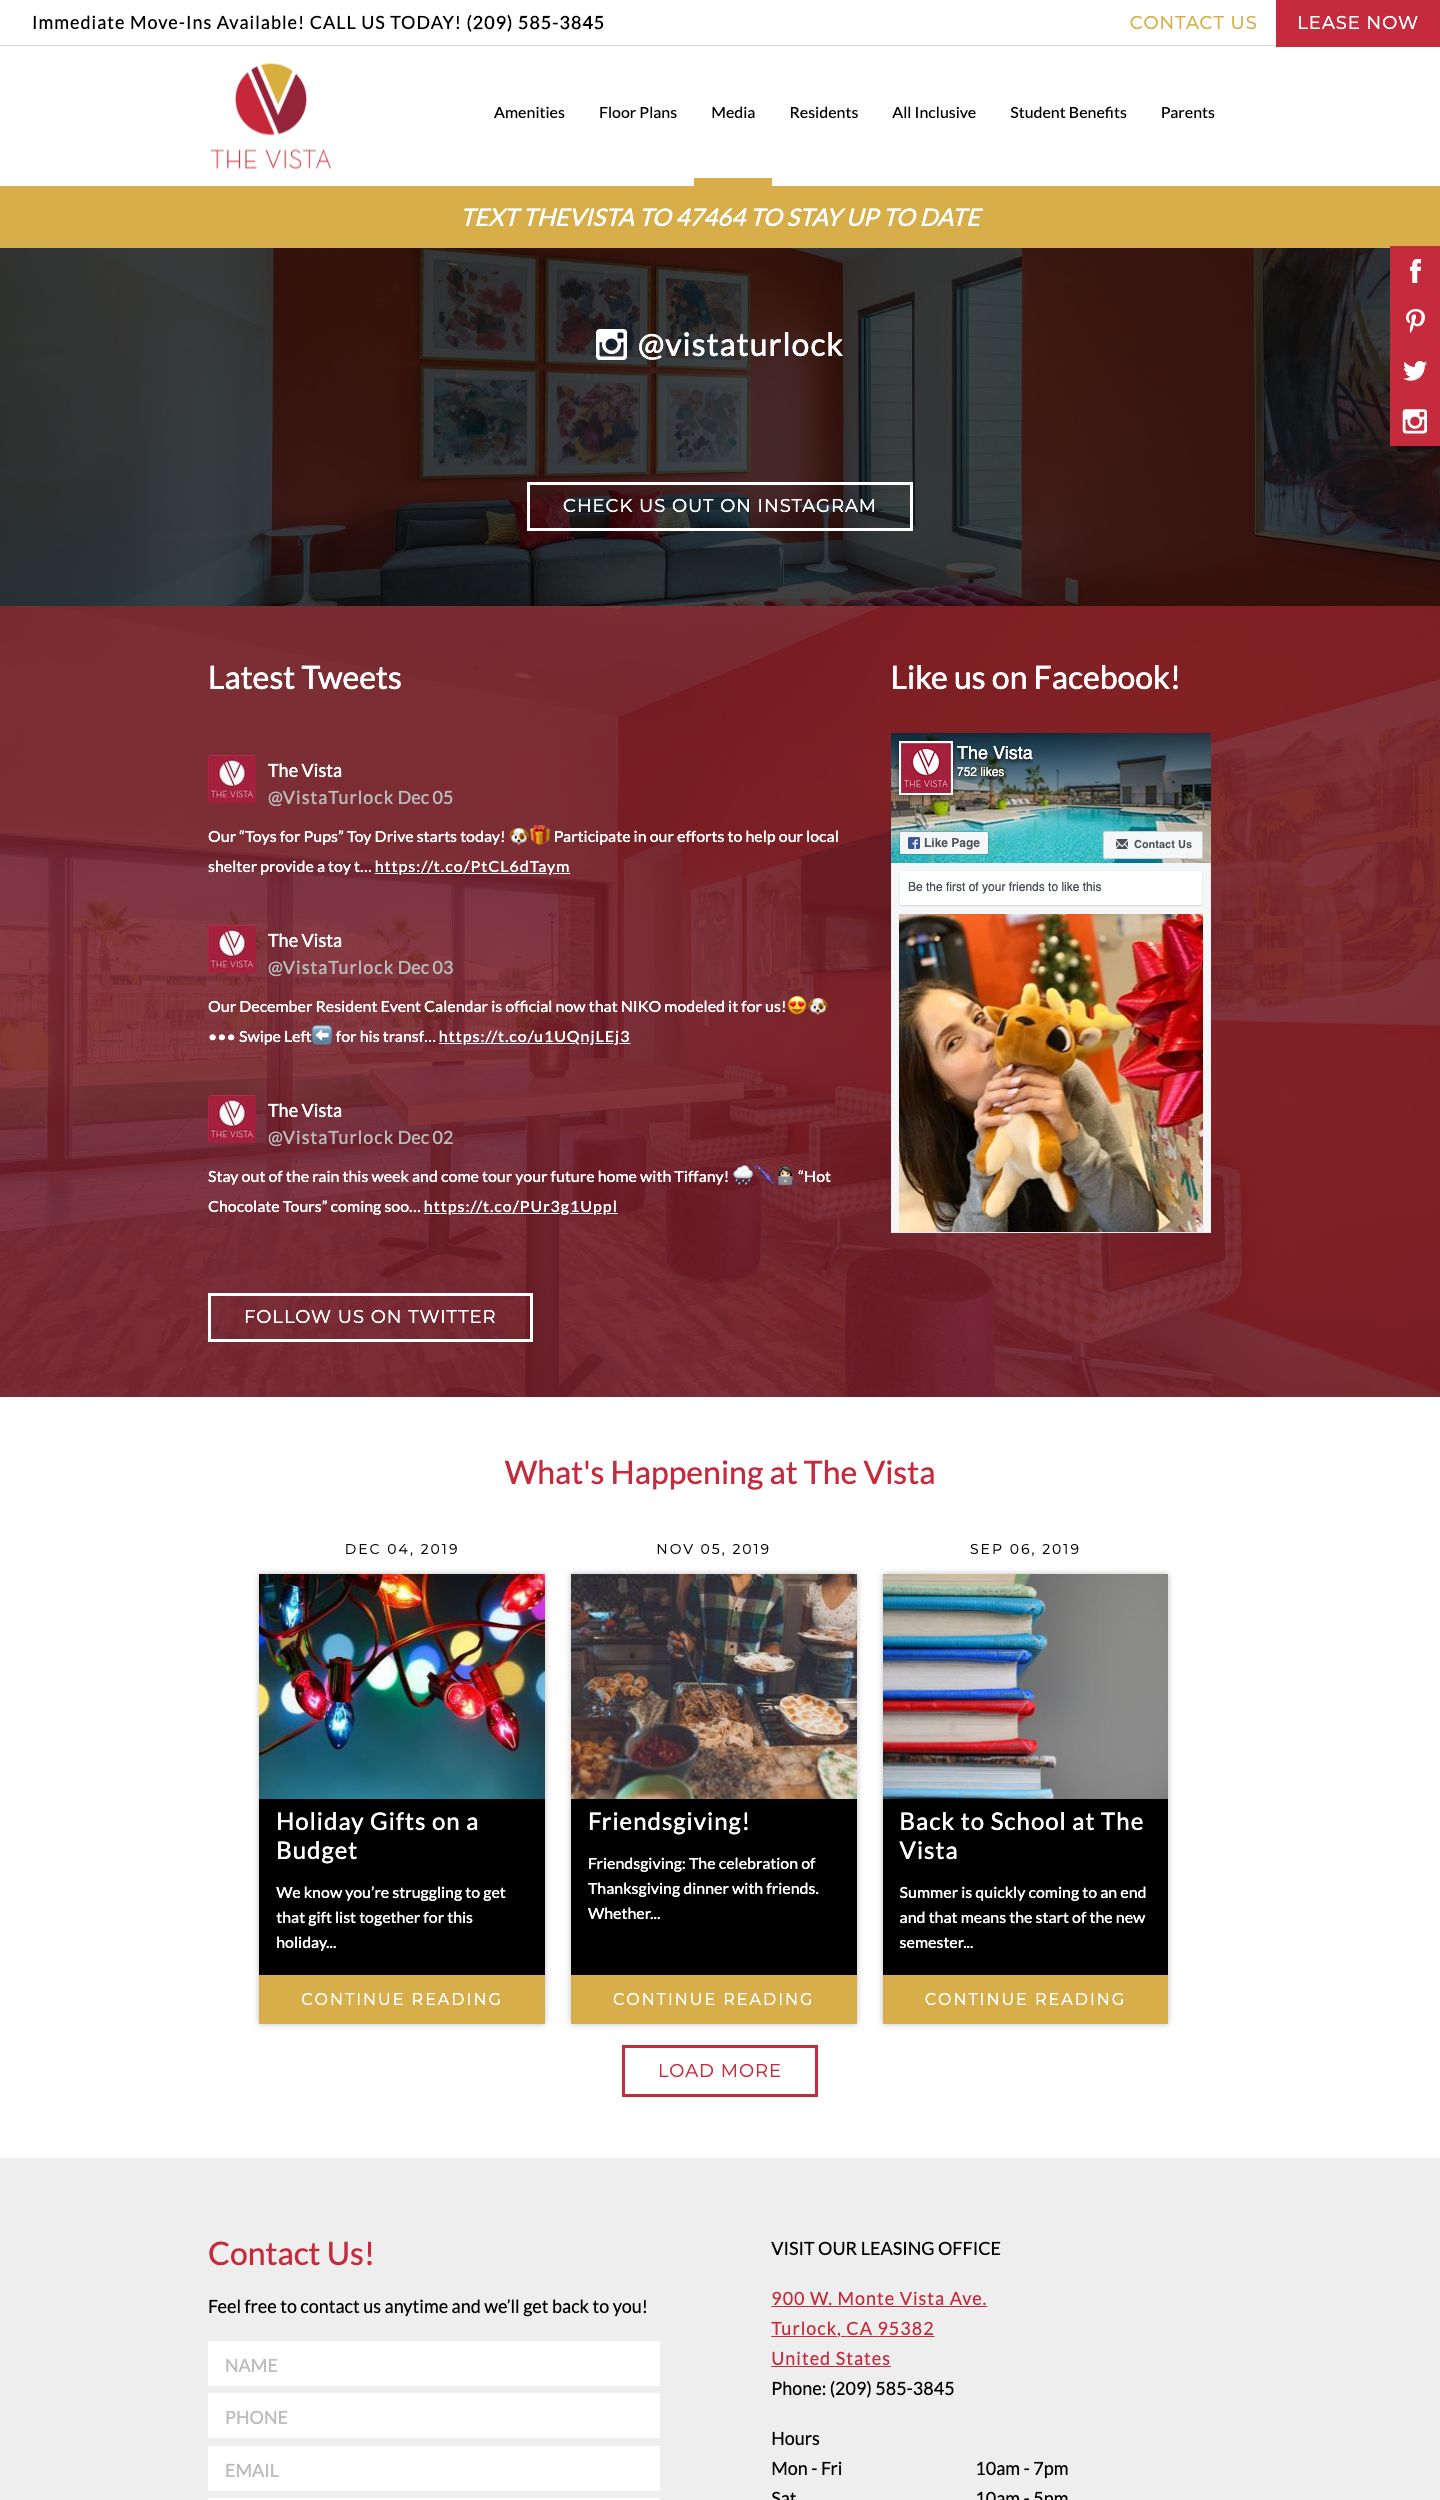 Immediate Move-Ins Available! CALL US TODAY! (209) 585-3845
CONTACT US
LEASE NOW
THE VISTA
Amenities
Floor Plans
Media
Residents
All Inclusive
Student Benefits
Parents
TEXT THEVISTA TO 47464 TO STAY UP TO DATE
@vistaturlock
CHECK US OUT ON INSTAGRAM
Latest Tweets
THE VISTA
The Vista
@VistaTurlock Dec 05
Our “Toys for Pups” Toy Drive starts today! 🐶🎁 Participate in our efforts to help our local
shelter provide a toy t… https://t.co/PtCL6dTaym
THE VISTA
The Vista
@VistaTurlock Dec 03
Our December Resident Event Calendar is official now that NIKO modeled it for us!😍🐶
••• Swipe Left⬅️ for his transf… https://t.co/u1UQnjLEj3
THE VISTA
The Vista
@VistaTurlock Dec 02
Stay out of the rain this week and come tour your future home with Tiffany! 🌧🌂👩🏻‍💻 “Hot
Chocolate Tours” coming soo… https://t.co/PUr3g1Uppl
FOLLOW US ON TWITTER
Like us on Facebook!
THE VISTA
The Vista
752 likes
Like Page
Contact Us
Be the first of your friends to like this
What's Happening at The Vista
DEC 04, 2019
Holiday Gifts on a
Budget
We know you’re struggling to get
that gift list together for this
holiday...
CONTINUE READING
NOV 05, 2019
Friendsgiving!
Friendsgiving: The celebration of
Thanksgiving dinner with friends.
Whether...
CONTINUE READING
SEP 06, 2019
Back to School at The
Vista
Summer is quickly coming to an end
and that means the start of the new
semester...
CONTINUE READING
LOAD MORE
Contact Us!
Feel free to contact us anytime and we’ll get back to you!
NAME
PHONE
EMAIL
VISIT OUR LEASING OFFICE
900 W. Monte Vista Ave.
Turlock, CA 95382
United States
Phone: (209) 585-3845
Hours
Mon - Fri 10am - 7pm
Sat 10am - 5pm